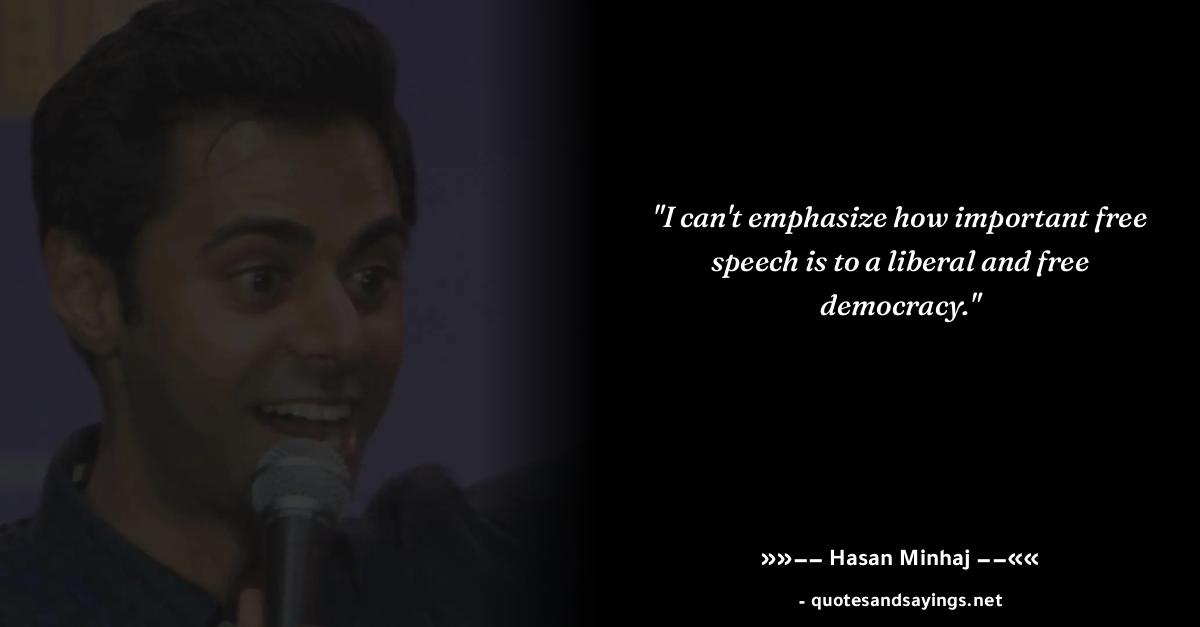 "I can't emphasize how important free
speech is to a liberal and free
democracy."
»»–– Hasan Minhaj ––««
- quotesandsayings.net